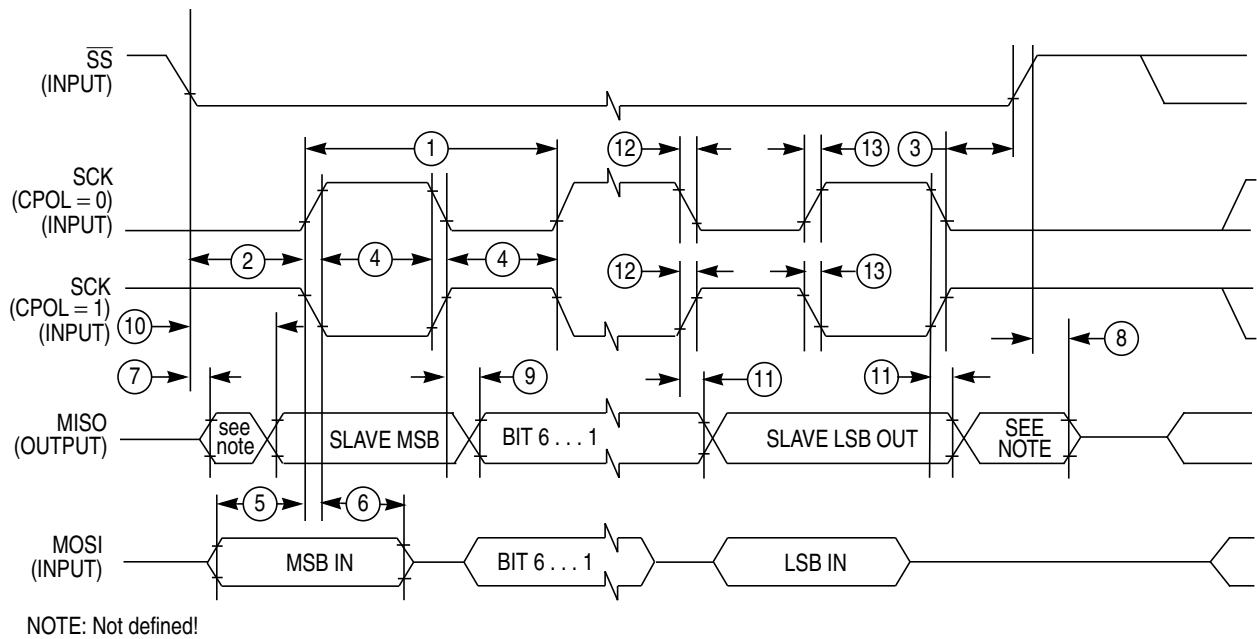 SS
(INPUT)
1
12
13
3
SCK
(CPOL = 0)
(INPUT)
2
4
4
12
13
SCK
(CPOL = 1)
(INPUT)
10
8
7
9
11
11
MISO
(OUTPUT)
see
note
SLAVE MSB
BIT 6 . . . 1
SLAVE LSB OUT
SEE
NOTE
5
6
MOSI
(INPUT)
MSB IN
BIT 6 . . . 1
LSB IN
NOTE: Not defined!